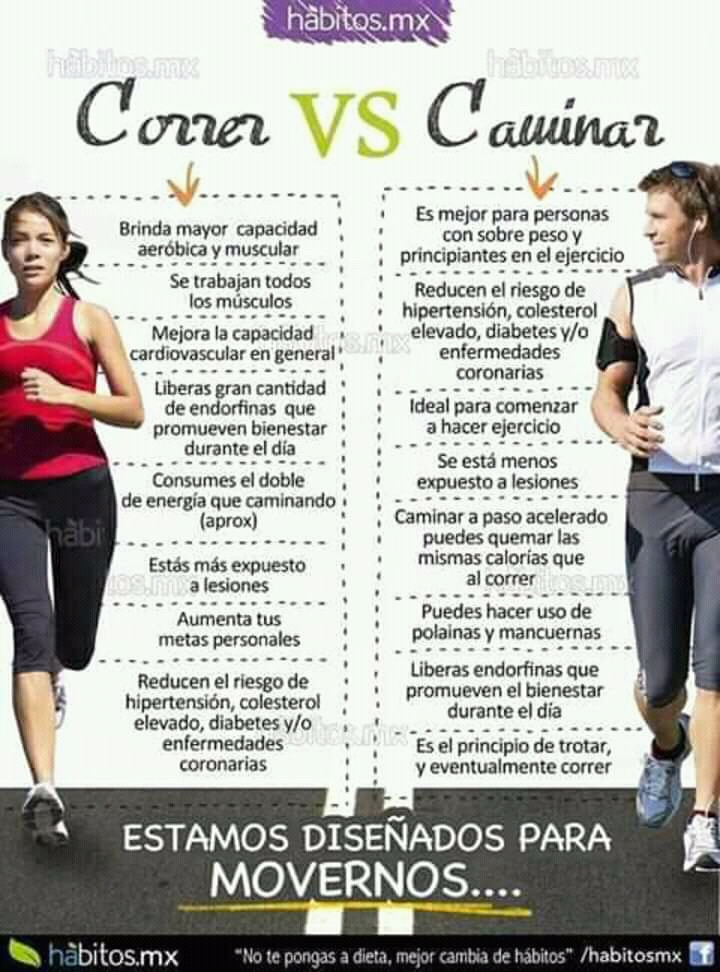 hàbitos.mx
hàbitos.mx
hàbitos.mx
Correr VS Caminar
Brinda mayor capacidad
aeróbica y muscular
Se trabajan todos
los músculos
Mejora la capacidad
cardiovascular en general
Liberas gran cantidad
de endorfinas que
promueven bienestar
durante el día
Consumes el doble
de energía que caminando
(aprox)
Estás más expuesto
a lesiones
Aumenta tus
metas personales
Reducen el riesgo de
hipertensión, colesterol
elevado, diabetes y/o
enfermedades
coronarias
Es mejor para personas
con sobre peso y
principiantes en el ejercicio
Reducen el riesgo de
hipertensión, colesterol
elevado, diabetes y/o
enfermedades
coronarias
Ideal para comenzar
a hacer ejercicio
Se está menos
expuesto a lesiones
Caminar a paso acelerado
puedes quemar las
mismas calorías que
al correr
Puedes hacer uso de
polainas y mancuernas
Liberas endorfinas que
promueven el bienestar
durante el día
Es el principio de trotar,
y eventualmente correr
ESTAMOS DISEÑADOS PARA
MOVERNOS....
hàbitos.mx "No te pongas a dieta, mejor cambia de hábitos" /habitosmx f